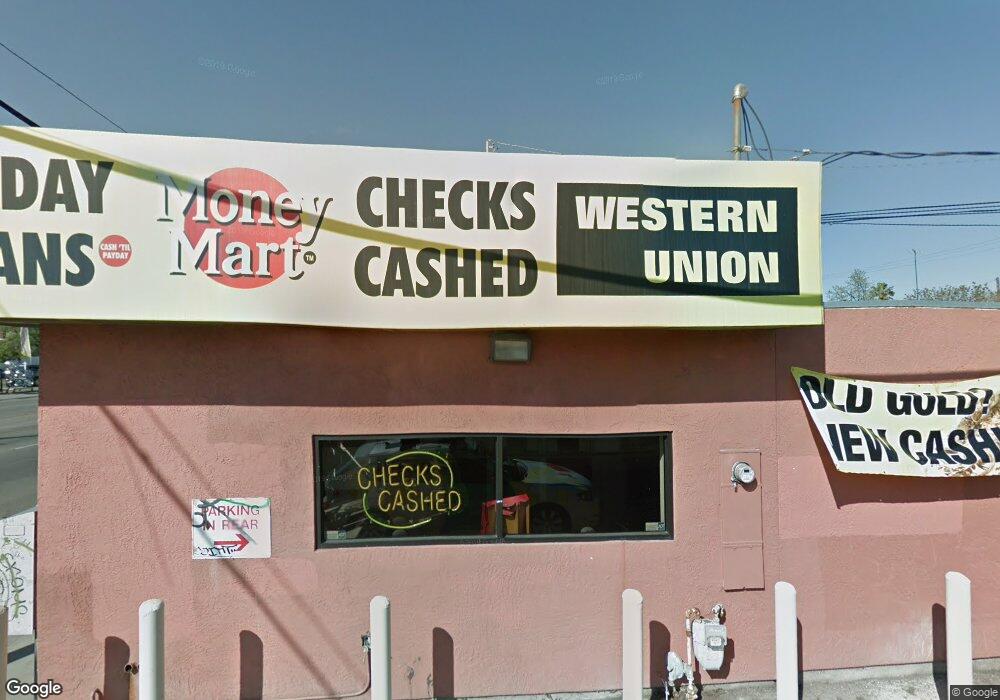 DAY
ANS
CASH 'TIL
PAYDAY
Money
Mart™
CHECKS
CASHED
WESTERN
UNION
OLD GOLD?
NEW CASH
CHECKS
CASHED
PARKING
IN REAR
Google
© Google